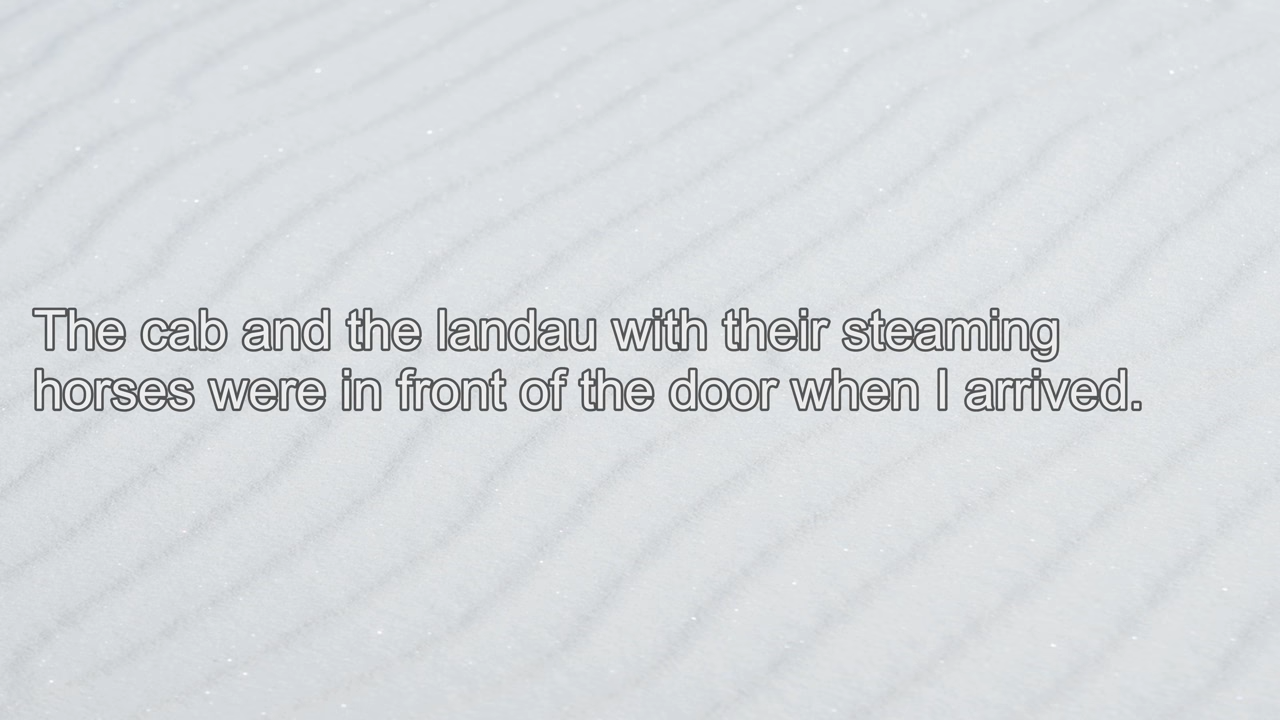 The cab and the landau with their steaming
horses were in front of the door when I arrived.